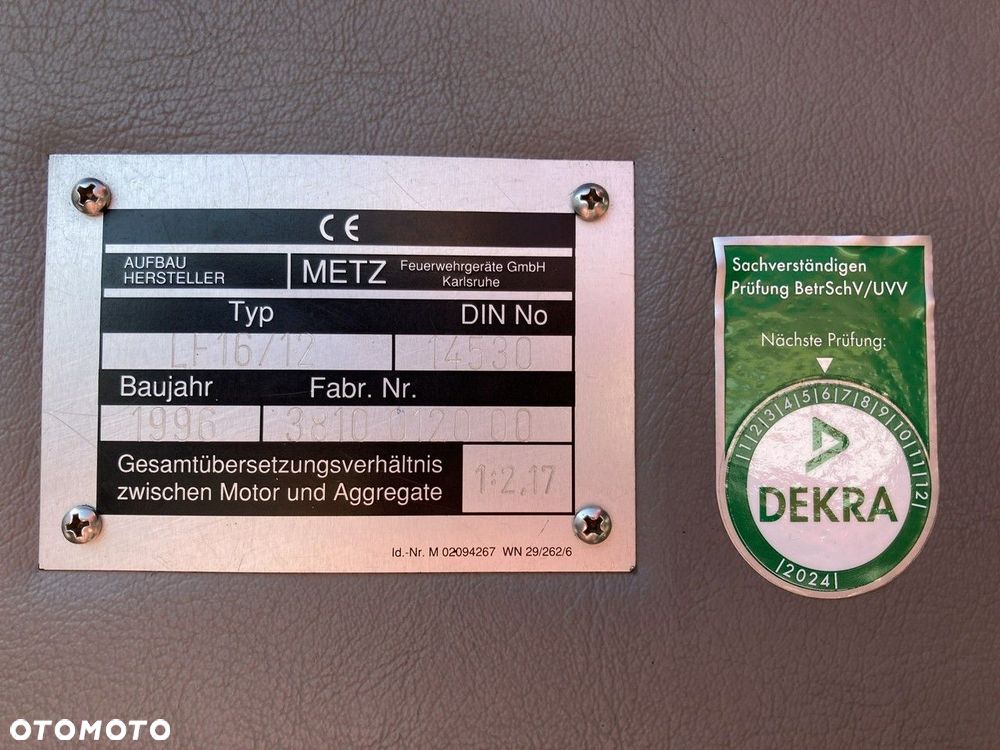 CE
AUFBAU
HERSTELLER
METZ
Feuerwehrgeräte GmbH
Karlsruhe
Typ DIN No
LF16/12 14530
Baujahr Fabr. Nr.
1996 3810 0120 00
Gesamtübersetzungsverhältnis
zwischen Motor und Aggregate
1:2,17
Id.-Nr. M 02094267 WN 29/262/6
Sachverständigen
Prüfung BetrSchV/UVV
Nächste Prüfung:
|1|2|3|4|5|6|7|8|9|10|11|12|
DEKRA
|2024|
OTOMOTO